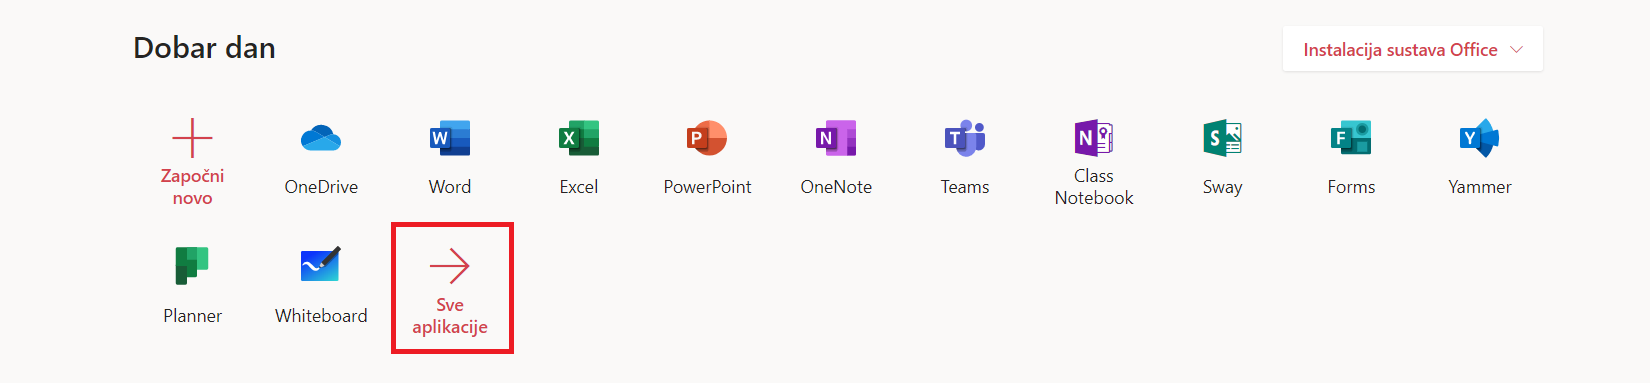 Dobar dan
Instalacija sustava Office
Započni
novo
OneDrive
W
Word
X
Excel
P
PowerPoint
N
OneNote
T
Teams
N
Class
Notebook
S
Sway
F
Forms
Y
Yammer
Planner
Whiteboard
Sve
aplikacije